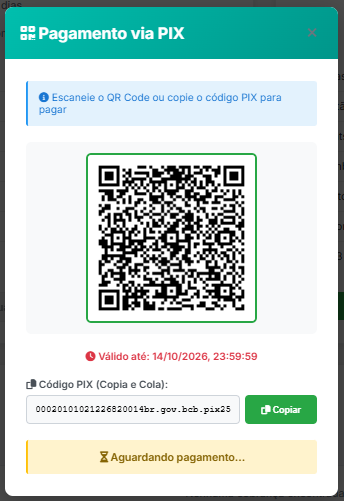 dias
Pagamento via PIX
×
Escaneie o QR Code ou copie o código PIX para
pagar
Válido até: 14/10/2026, 23:59:59
Código PIX (Copia e Cola):
00020101021226820014br.gov.bcb.pix25
Copiar
Aguardando pagamento...